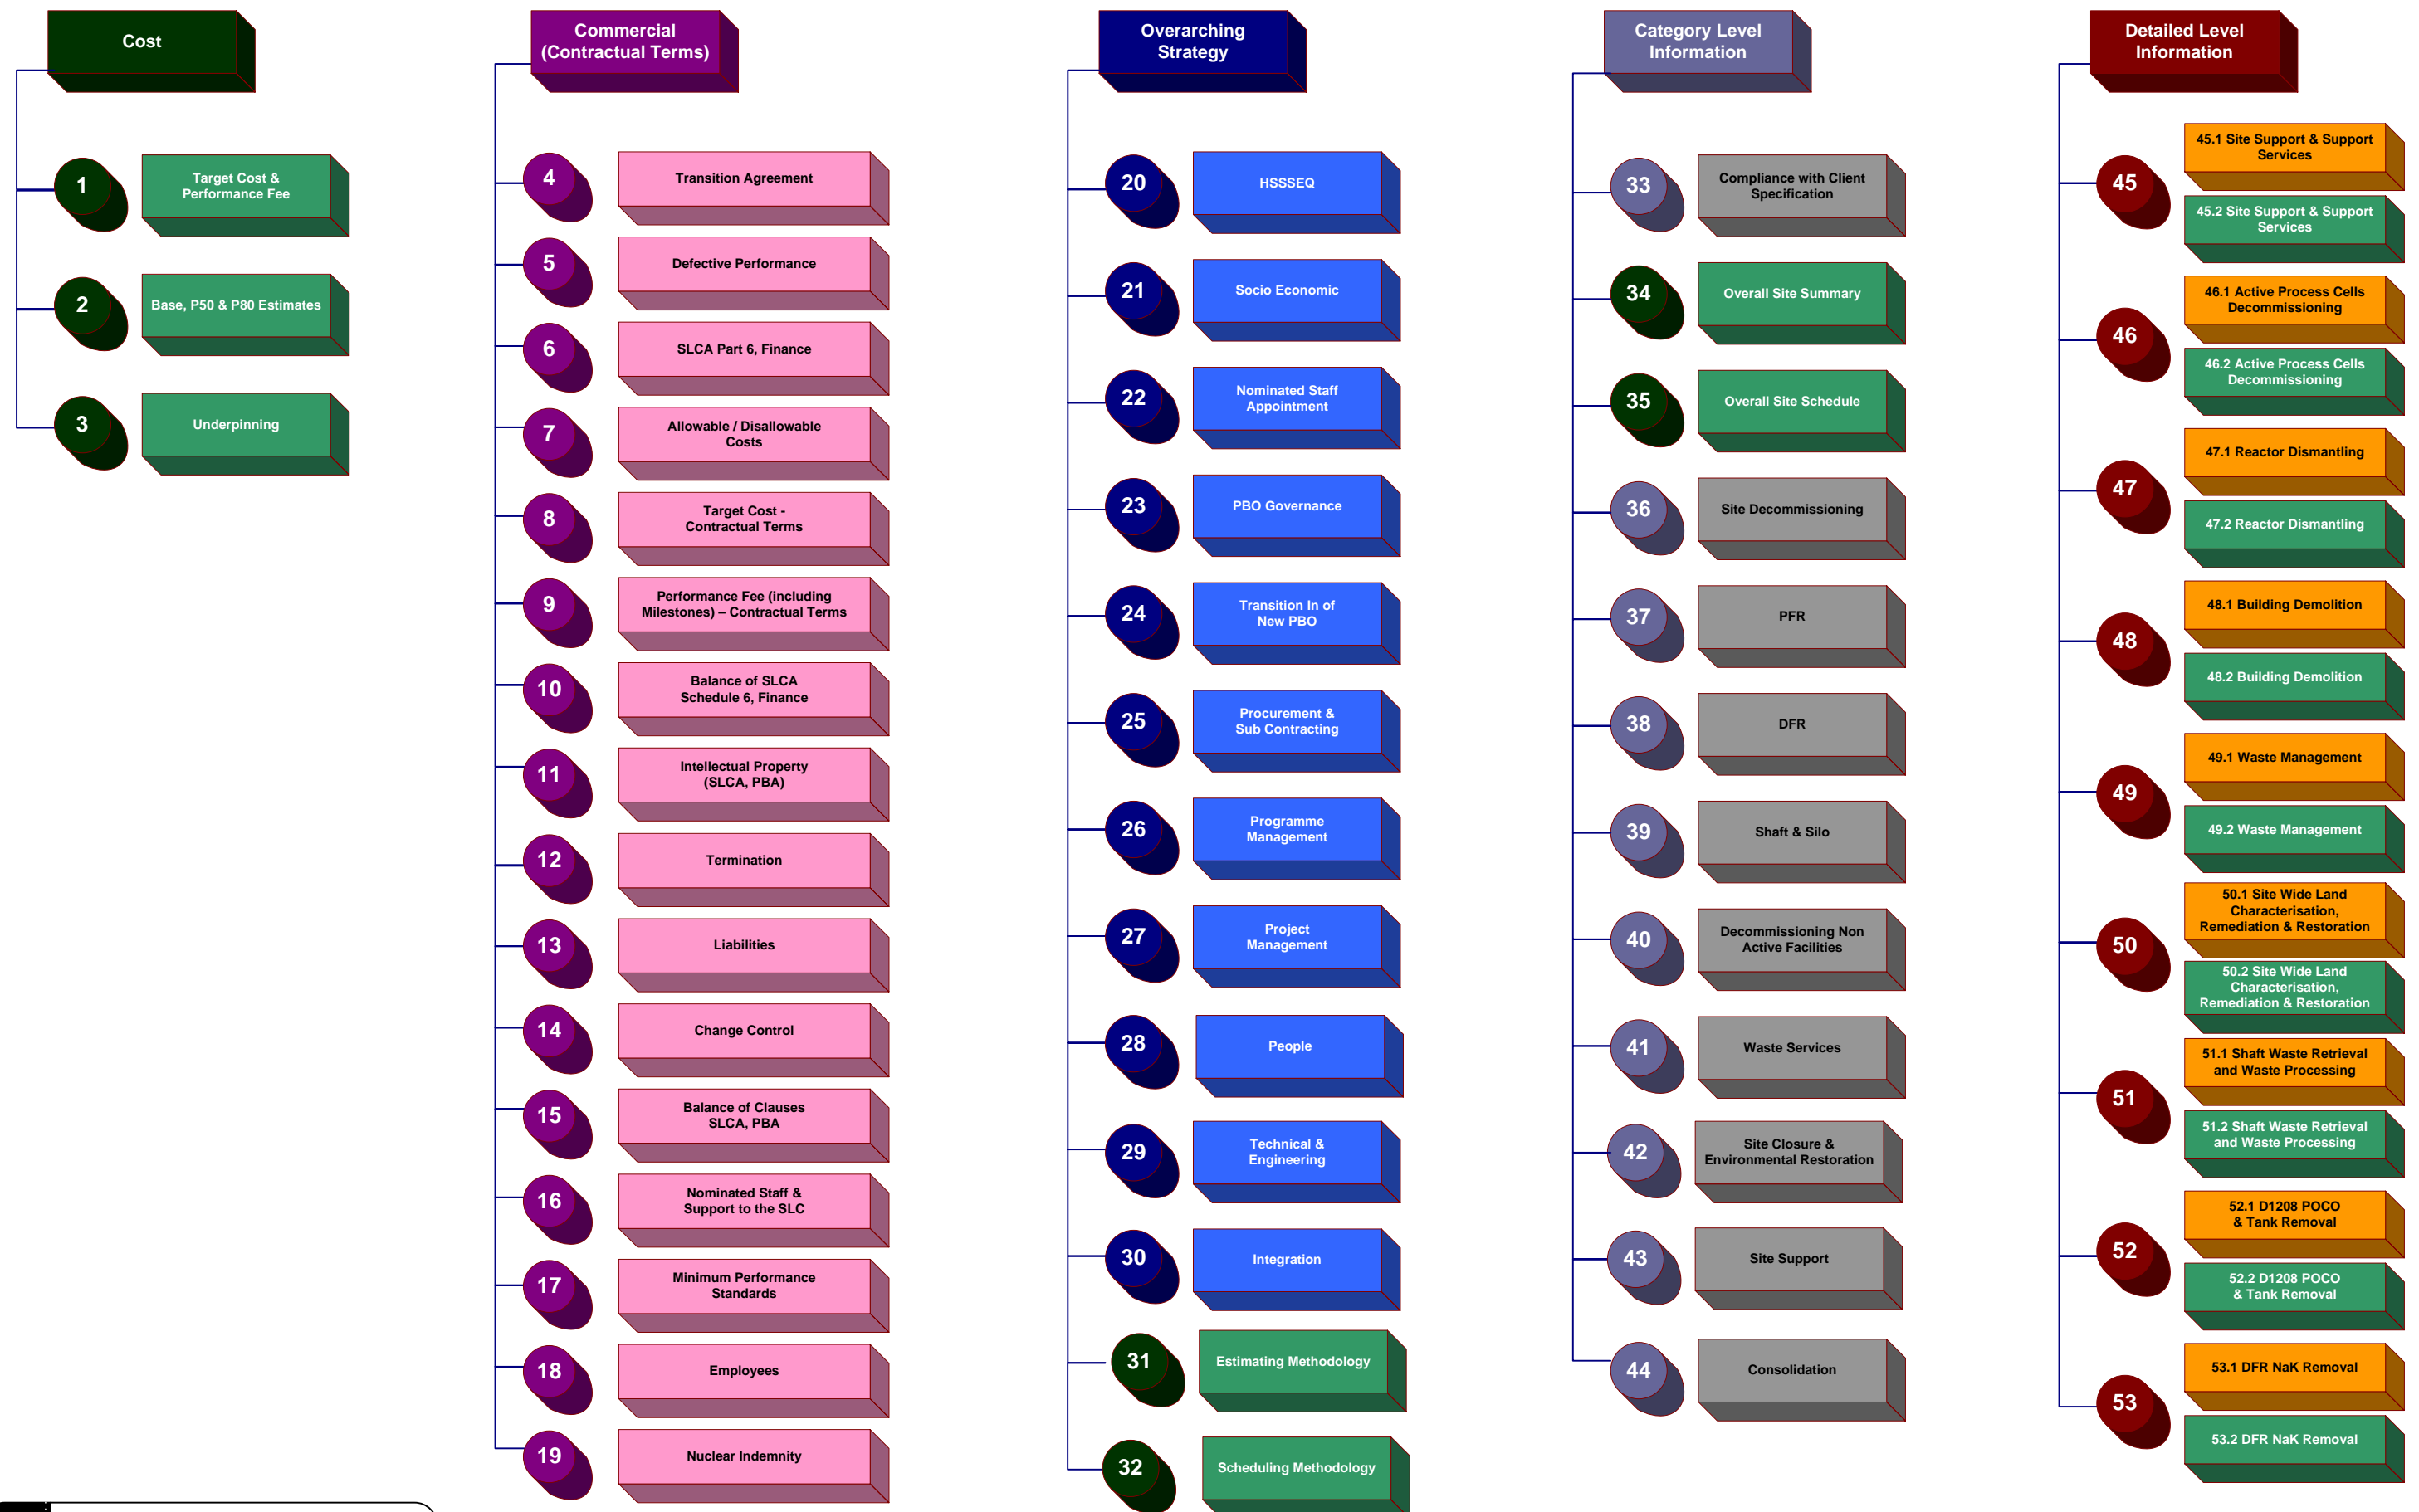 Cost
1
Target Cost &
Performance Fee
2
Base, P50 & P80 Estimates
3
Underpinning
Commercial
(Contractual Terms)
4
Transition Agreement
5
Defective Performance
6
SLCA Part 6, Finance
7
Allowable / Disallowable
Costs
8
Target Cost -
Contractual Terms
9
Performance Fee (including
Milestones) – Contractual Terms
10
Balance of SLCA
Schedule 6, Finance
11
Intellectual Property
(SLCA, PBA)
12
Termination
13
Liabilities
14
Change Control
15
Balance of Clauses
SLCA, PBA
16
Nominated Staff &
Support to the SLC
17
Minimum Performance
Standards
18
Employees
19
Nuclear Indemnity
Overarching
Strategy
20
HSSSEQ
21
Socio Economic
22
Nominated Staff
Appointment
23
PBO Governance
24
Transition In of
New PBO
25
Procurement &
Sub Contracting
26
Programme
Management
27
Project
Management
28
People
29
Technical &
Engineering
30
Integration
31
Estimating Methodology
32
Scheduling Methodology
Category Level
Information
33
Compliance with Client
Specification
34
Overall Site Summary
35
Overall Site Schedule
36
Site Decommissioning
37
PFR
38
DFR
39
Shaft & Silo
40
Decommissioning Non
Active Facilities
41
Waste Services
42
Site Closure &
Environmental Restoration
43
Site Support
44
Consolidation
Detailed Level
Information
45
45.1 Site Support & Support
Services
45.2 Site Support & Support
Services
46
46.1 Active Process Cells
Decommissioning
46.2 Active Process Cells
Decommissioning
47
47.1 Reactor Dismantling
47.2 Reactor Dismantling
48
48.1 Building Demolition
48.2 Building Demolition
49
49.1 Waste Management
49.2 Waste Management
50
50.1 Site Wide Land
Characterisation,
Remediation & Restoration
50.2 Site Wide Land
Characterisation,
Remediation & Restoration
51
51.1 Shaft Waste Retrieval
and Waste Processing
51.2 Shaft Waste Retrieval
and Waste Processing
52
52.1 D1208 POCO
& Tank Removal
52.2 D1208 POCO
& Tank Removal
53
53.1 DFR NaK Removal
53.2 DFR NaK Removal